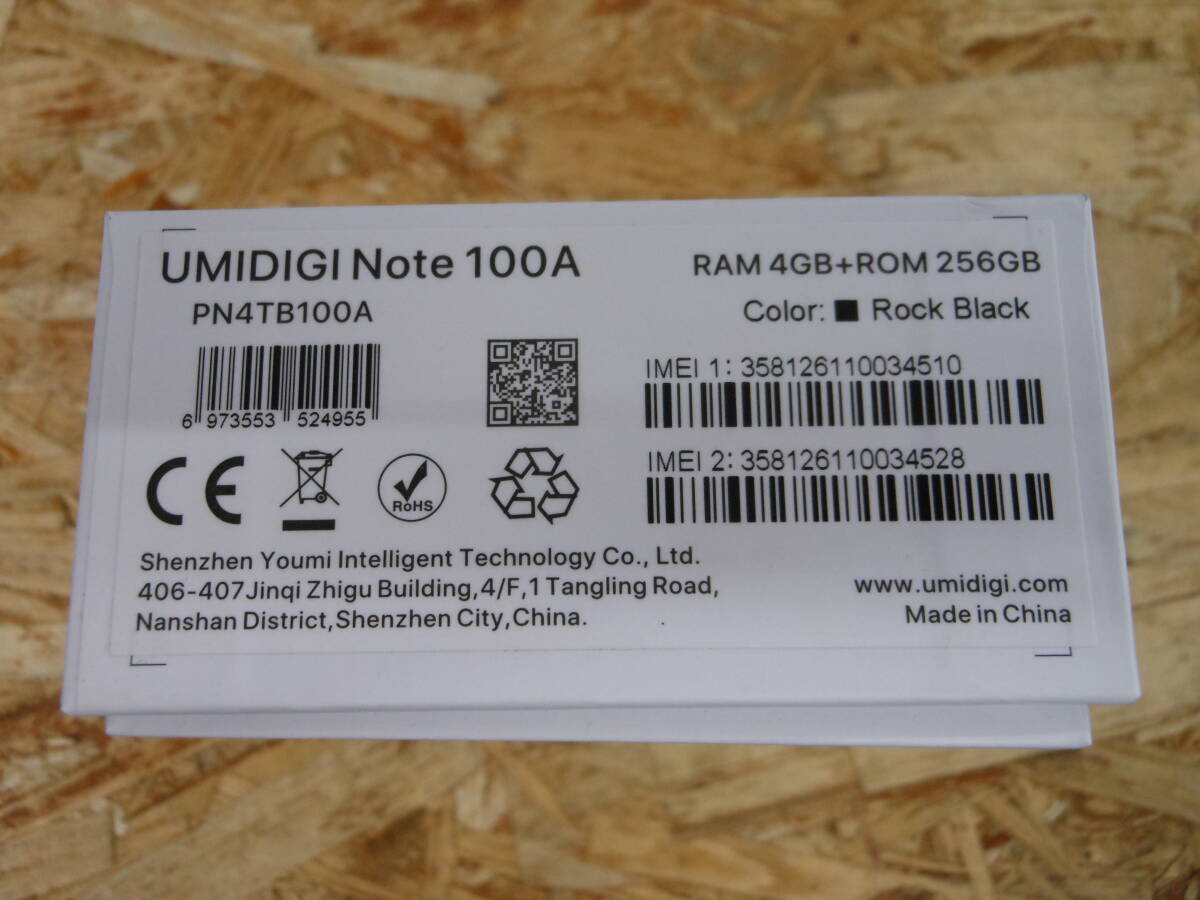 UMIDIGI Note 100A
RAM 4GB+ROM 256GB
PN4TB100A
Color: Rock Black
6 973553 524955
IMEI 1: 358126110034510
IMEI 2: 358126110034528
CE
RoHS
Shenzhen Youmi Intelligent Technology Co., Ltd.
406-407Jinqi Zhigu Building,4/F,1 Tangling Road,
Nanshan District,Shenzhen City,China.
www.umidigi.com
Made in China